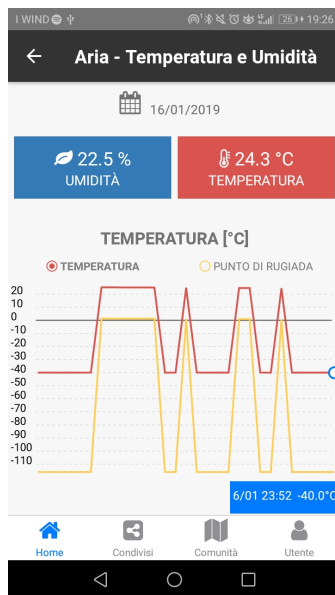 I WIND 26 19:26
Aria - Temperatura e Umidità
16/01/2019
22.5 % 24.3 °C
UMIDITÀ TEMPERATURA
TEMPERATURA [°C]
TEMPERATURA PUNTO DI RUGIADA
20
10
0
-10
-20
-30
-40
-50
-60
-70
-80
-90
-100
-110
6/01 23:52 -40.0°C
Home Condivisi Comunità Utente